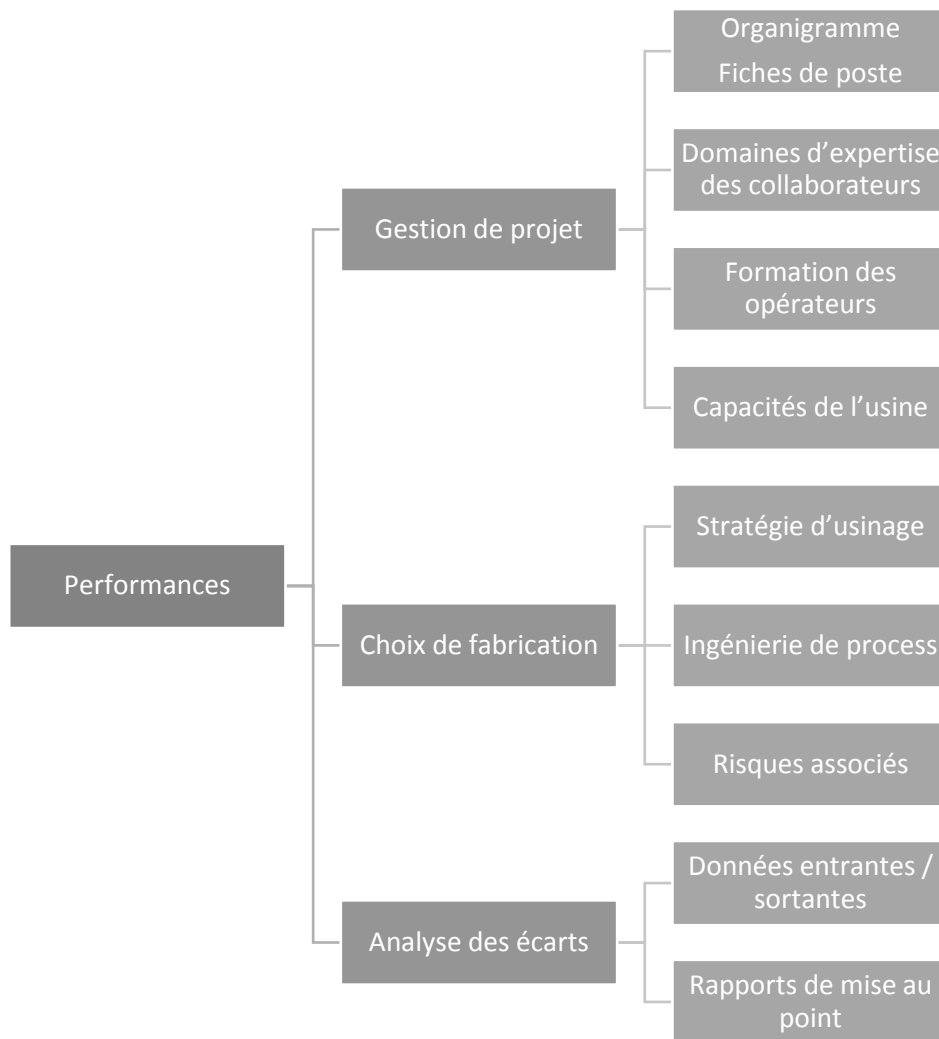 Organigramme
Fiches de poste
Domaines d’expertise
des collaborateurs
Gestion de projet
Formation des
opérateurs
Capacités de l’usine
Stratégie d’usinage
Performances
Choix de fabrication
Ingénierie de process
Risques associés
Données entrantes /
sortantes
Analyse des écarts
Rapports de mise au
point